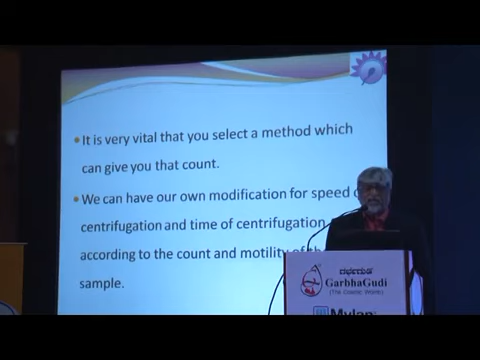 It is very vital that you select a method which
can give you that count.
We can have our own modification for speed
centrifugation and time of centrifugation
according to the count and motility of the
sample.
ಗರ್ಭಗುಡಿ
GarbhaGudi
Mylan